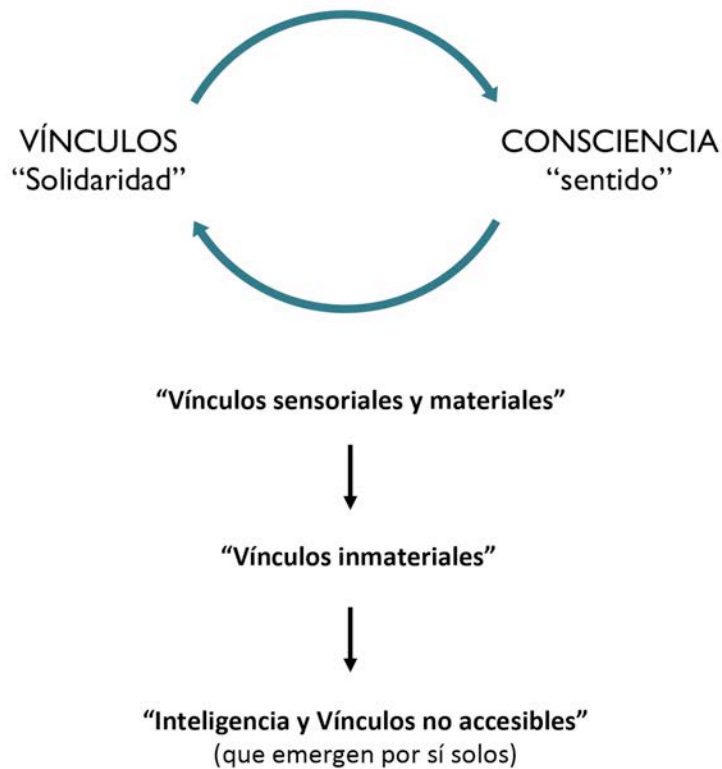 VÍNCULOS
“Solidaridad”
CONSCIENCIA
“sentido”
“Vínculos sensoriales y materiales”
“Vínculos inmateriales”
“Inteligencia y Vínculos no accesibles”
(que emergen por sí solos)